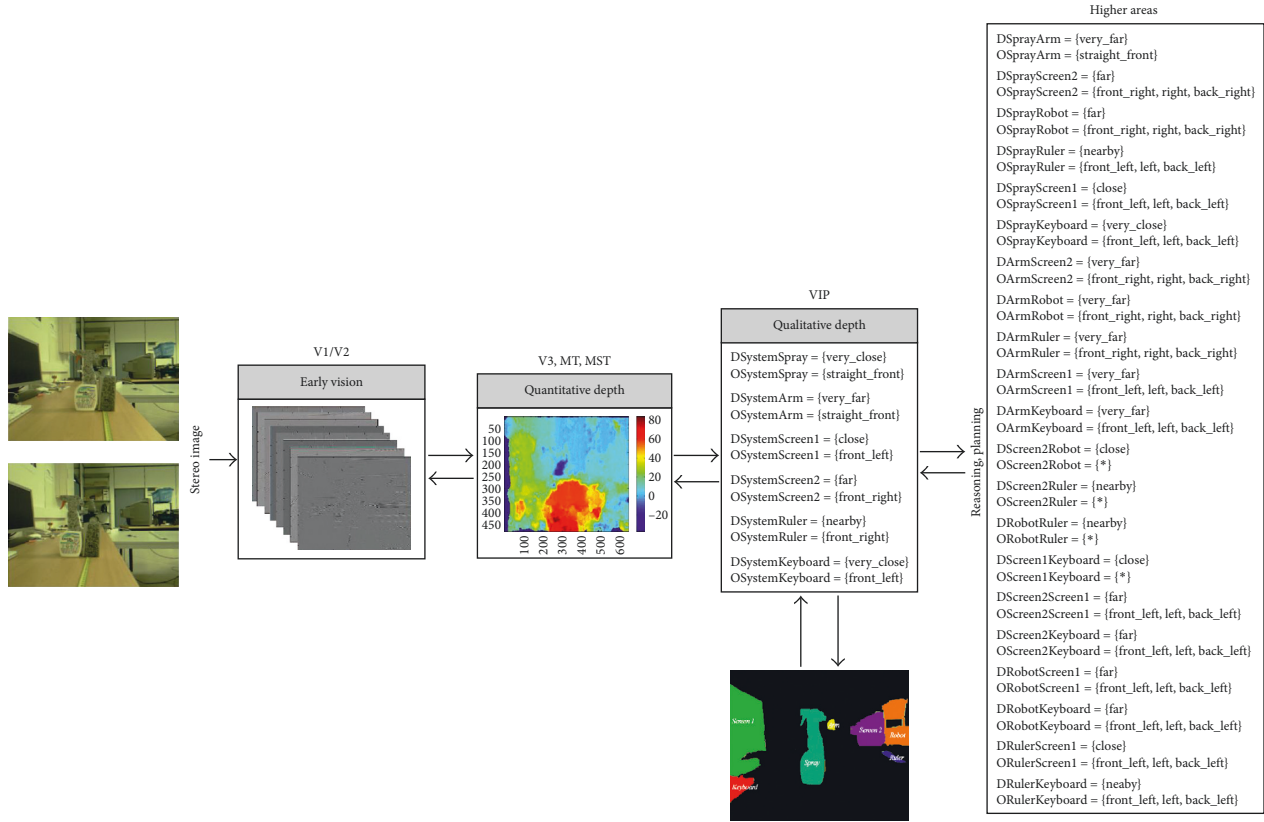 Higher areas
DSprayArm = {very_far}
OSprayArm = {straight_front}
DSprayScreen2 = {far}
OSprayScreen2 = {front_right, right, back_right}
DSprayRobot = {far}
OSprayRobot = {front_right, right, back_right}
DSprayRuler = {nearby}
OSprayRuler = {front_left, left, back_left}
DSprayScreen1 = {close}
OSprayScreen1 = {front_left, left, back_left}
DSprayKeyboard = {very_close}
OSprayKeyboard = {front_left, left, back_left}
DArmScreen2 = {very_far}
OArmScreen2 = {front_right, right, back_right}
DArmRobot = {very_far}
OArmRobot = {front_right, right, back_right}
DArmRuler = {very_far}
OArmRuler = {front_right, right, back_right}
DArmScreen1 = {very_far}
OArmScreen1 = {front_left, left, back_left}
DArmKeyboard = {very_far}
OArmKeyboard = {front_left, left, back_left}
DScreen2Robot = {close}
OScreen2Robot = {*}
DScreen2Ruler = {nearby}
OScreen2Ruler = {*}
DRobotRuler = {nearby}
ORobotRuler = {*}
DScreen1Keyboard = {close}
OScreen1Keyboard = {*}
DScreen2Screen1 = {far}
OScreen2Screen1 = {front_left, left, back_left}
DScreen2Keyboard = {far}
OScreen2Keyboard = {front_left, left, back_left}
DRobotScreen1 = {far}
ORobotScreen1 = {front_left, left, back_left}
DRobotKeyboard = {far}
ORobotKeyboard = {front_left, left, back_left}
DRulerScreen1 = {close}
ORulerScreen1 = {front_left, left, back_left}
DRulerKeyboard = {neaby}
ORulerKeyboard = {front_left, left, back_left}
Reasoning, planning
VIP
Qualitative depth
DSystemSpray = {very_close}
OSystemSpray = {straight_front}
DSystemArm = {very_far}
OSystemArm = {straight_front}
DSystemScreen1 = {close}
OSystemScreen1 = {front_left}
DSystemScreen2 = {far}
OSystemScreen2 = {front_right}
DSystemRuler = {nearby}
OSystemRuler = {front_right}
DSystemKeyboard = {very_close}
OSystemKeyboard = {front_left}
V3, MT, MST
Quantitative depth
50
100
150
200
250
300
350
400
450
100
200
300
400
500
600
80
60
40
20
0
−20
V1/V2
Early vision
Stereo image
Screen 1
Keyboard
Spray
Screen 2
Robot
Ruler